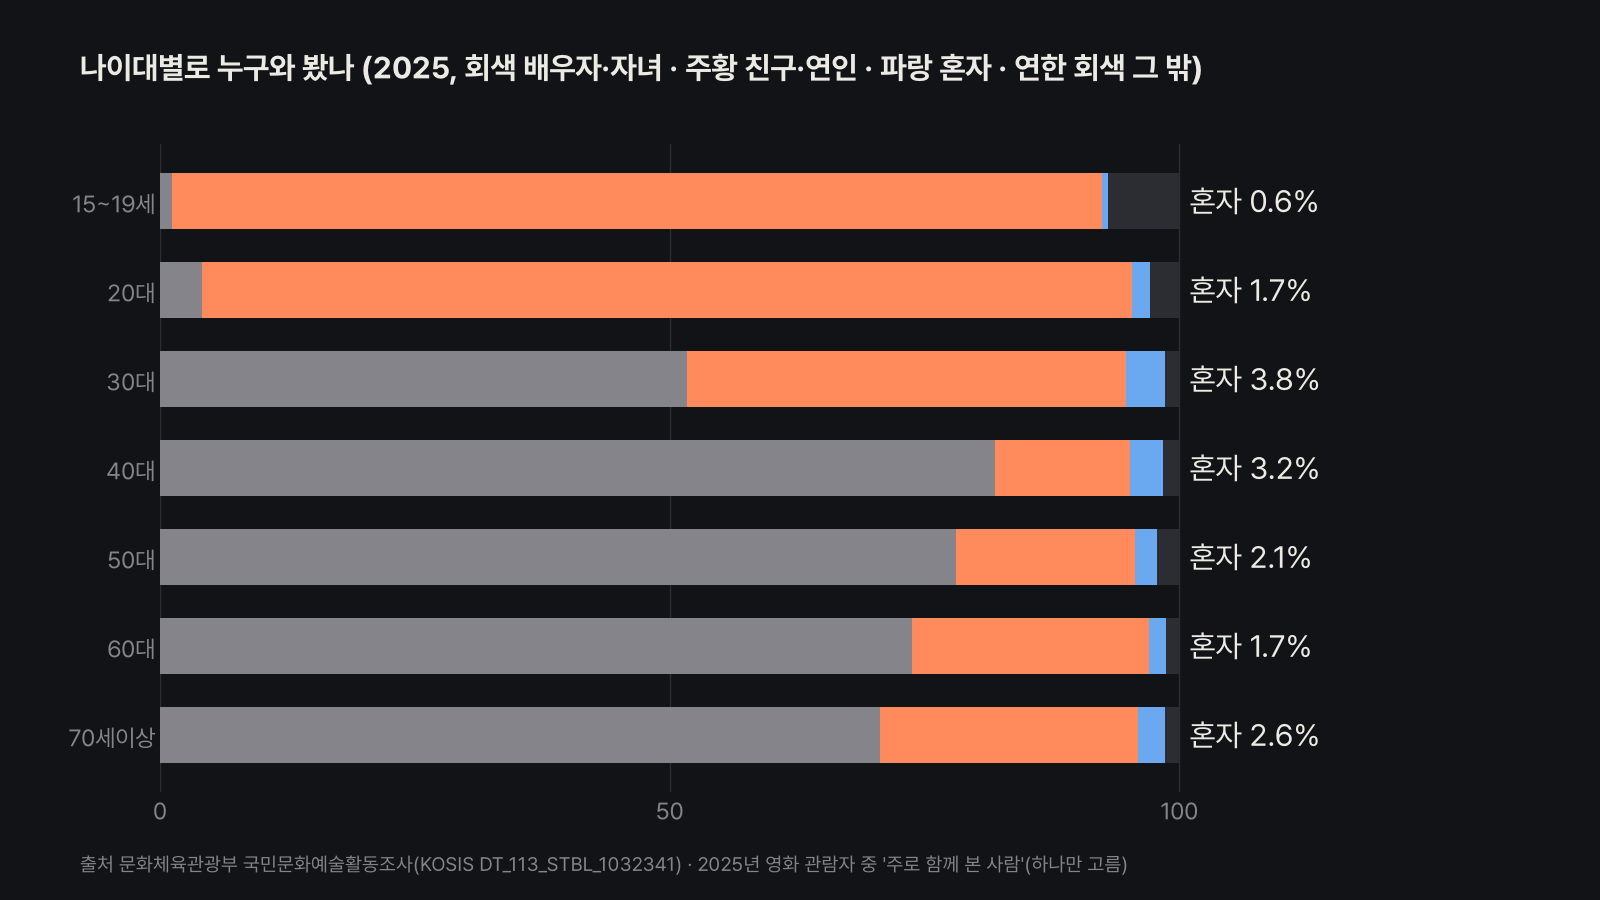 나이대별로 누구와 봤나 (2025, 회색 배우자·자녀 · 주황 친구·연인 · 파랑 혼자 · 연한 회색 그 밖)
15~19세 혼자 0.6%
20대 혼자 1.7%
30대 혼자 3.8%
40대 혼자 3.2%
50대 혼자 2.1%
60대 혼자 1.7%
70세이상 혼자 2.6%
0 50 100
출처 문화체육관광부 국민문화예술활동조사(KOSIS DT_113_STBL_1032341) · 2025년 영화 관람자 중 '주로 함께 본 사람'(하나만 고름)